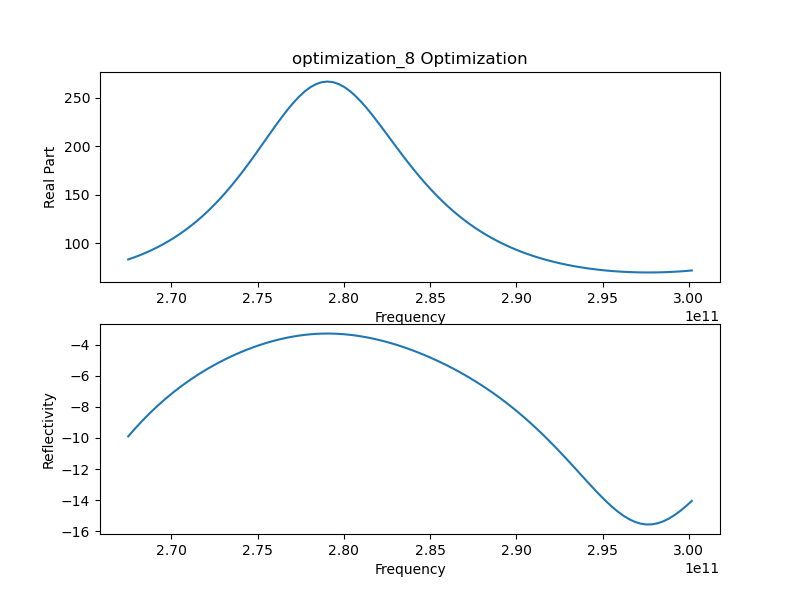 optimization_8 Optimization
Real Part
250
200
150
100
2.70 2.75 2.80 2.85 2.90 2.95 3.00
1e11
Frequency
Reflectivity
−4
−6
−8
−10
−12
−14
−16
2.70 2.75 2.80 2.85 2.90 2.95 3.00
1e11
Frequency